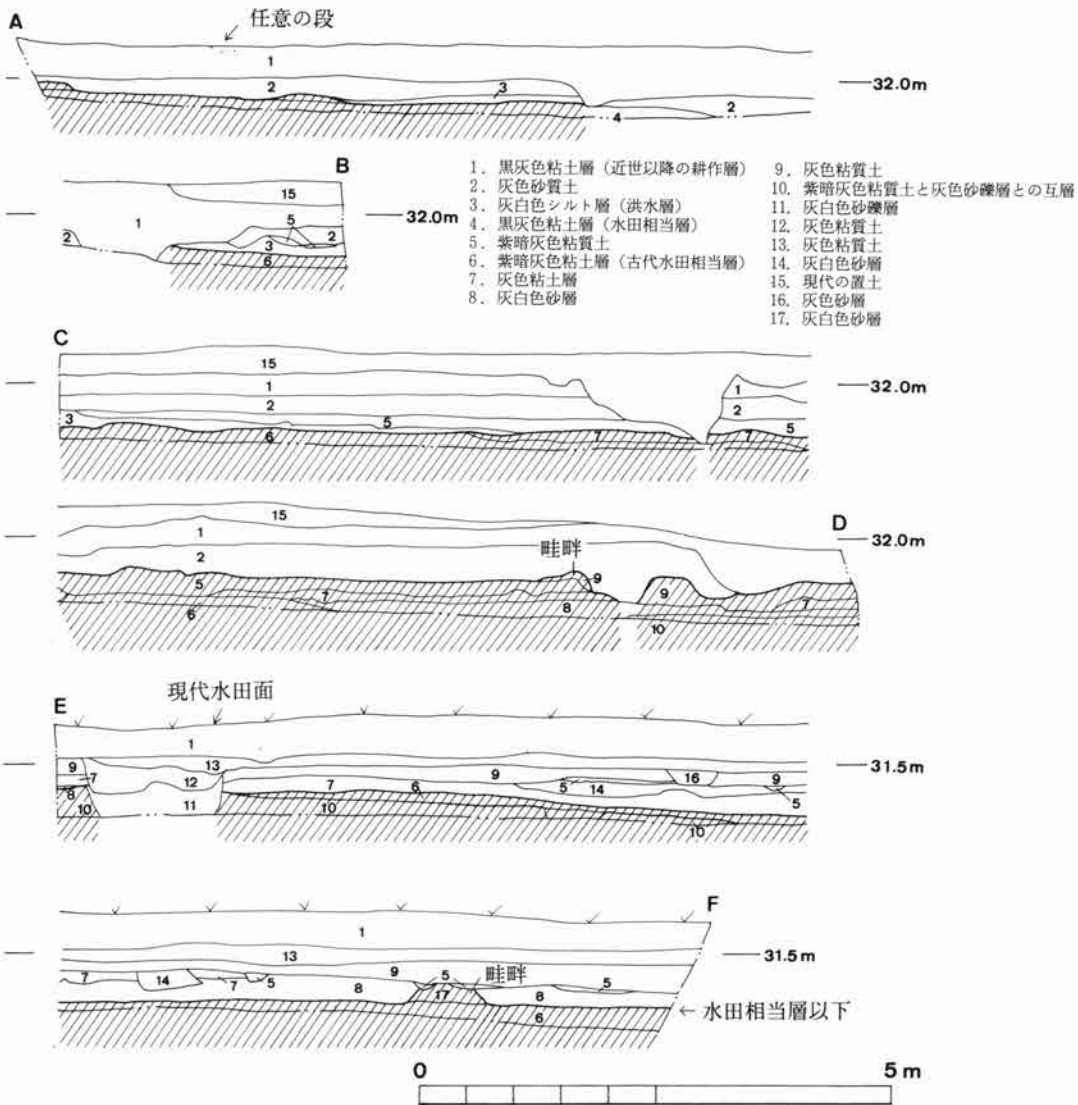 A
任意の段
1
2
3
32.0m
4
2
B
15
32.0m
1
5
2
2
3
6
1. 黒灰色粘土層(近世以降の耕作層)
2. 灰色砂質土
3. 灰白色シルト層(洪水層)
4. 黒灰色粘土層(水田相当層)
5. 紫暗灰色粘質土
6. 紫暗灰色粘土層(古代水田相当層)
7. 灰色粘土層
8. 灰白色砂層
9. 灰色粘質土
10. 紫暗灰色粘質土と灰色砂礫層との互層
11. 灰白色砂礫層
12. 灰色粘質土
13. 灰色粘質土
14. 灰白色砂層
15. 現代の置土
16. 灰色砂層
17. 灰白色砂層
C
15
1
32.0m
1
2
2
3
5
5
6
7
7
15
D
1
32.0m
2
畦畔
9
5
9
7
7
8
6
10
E
現代水田面
1
31.5m
13
9
9
16
9
7
12
7
6
5
14
5
8
11
10
10
10
F
1
31.5m
13
9
5
畦畔
7
14
7
5
8
17
8
5
6
← 水田相当層以下
0
5m